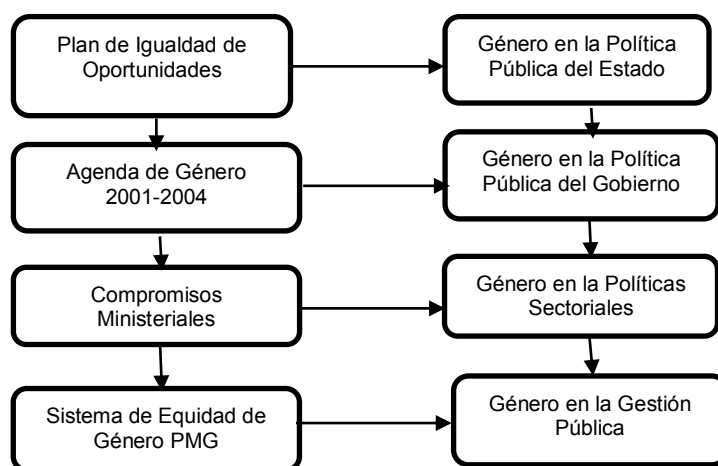 Plan de Igualdad de
Oportunidades
Género en la Política
Pública del Estado
Agenda de Género
2001-2004
Género en la Política
Pública del Gobierno
Compromisos
Ministeriales
Género en la Políticas
Sectoriales
Sistema de Equidad de
Género PMG
Género en la Gestión
Pública